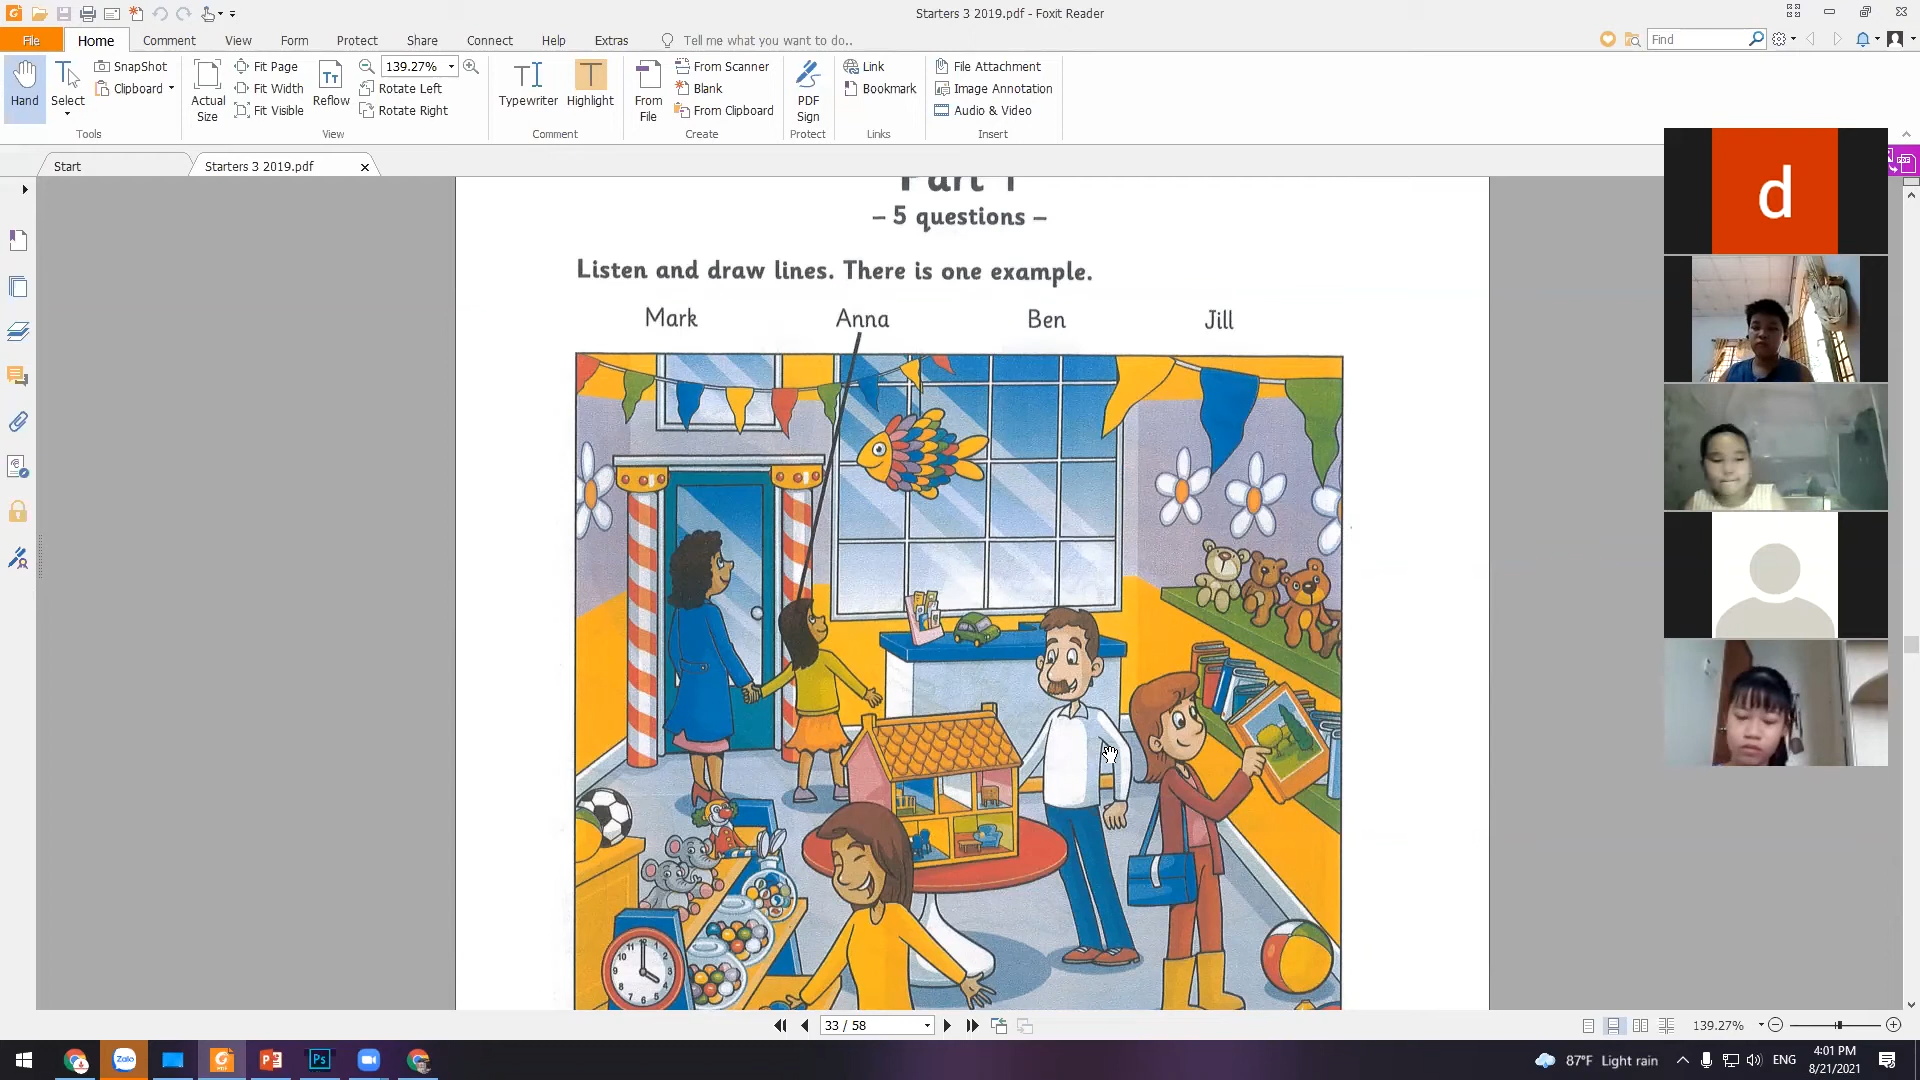 Starters 3 2019.pdf - Foxit Reader
File
Home
Comment
View
Form
Protect
Share
Connect
Help
Extras
Tell me what you want to do..
Find
Hand
Select
SnapShot
Clipboard
Tools
Actual Size
Fit Page
Fit Width
Fit Visible
Reflow
139.27%
Rotate Left
Rotate Right
View
Typewriter
Highlight
Comment
From File
From Scanner
Blank
From Clipboard
Create
PDF Sign
Protect
Link
Bookmark
Links
File Attachment
Image Annotation
Audio & Video
Insert
Start
Starters 3 2019.pdf
Part 1
– 5 questions –
Listen and draw lines. There is one example.
Mark Anna Ben Jill
d
33 / 58
139.27%
Zalo
Ps
87°F Light rain
ENG
4:01 PM
8/21/2021